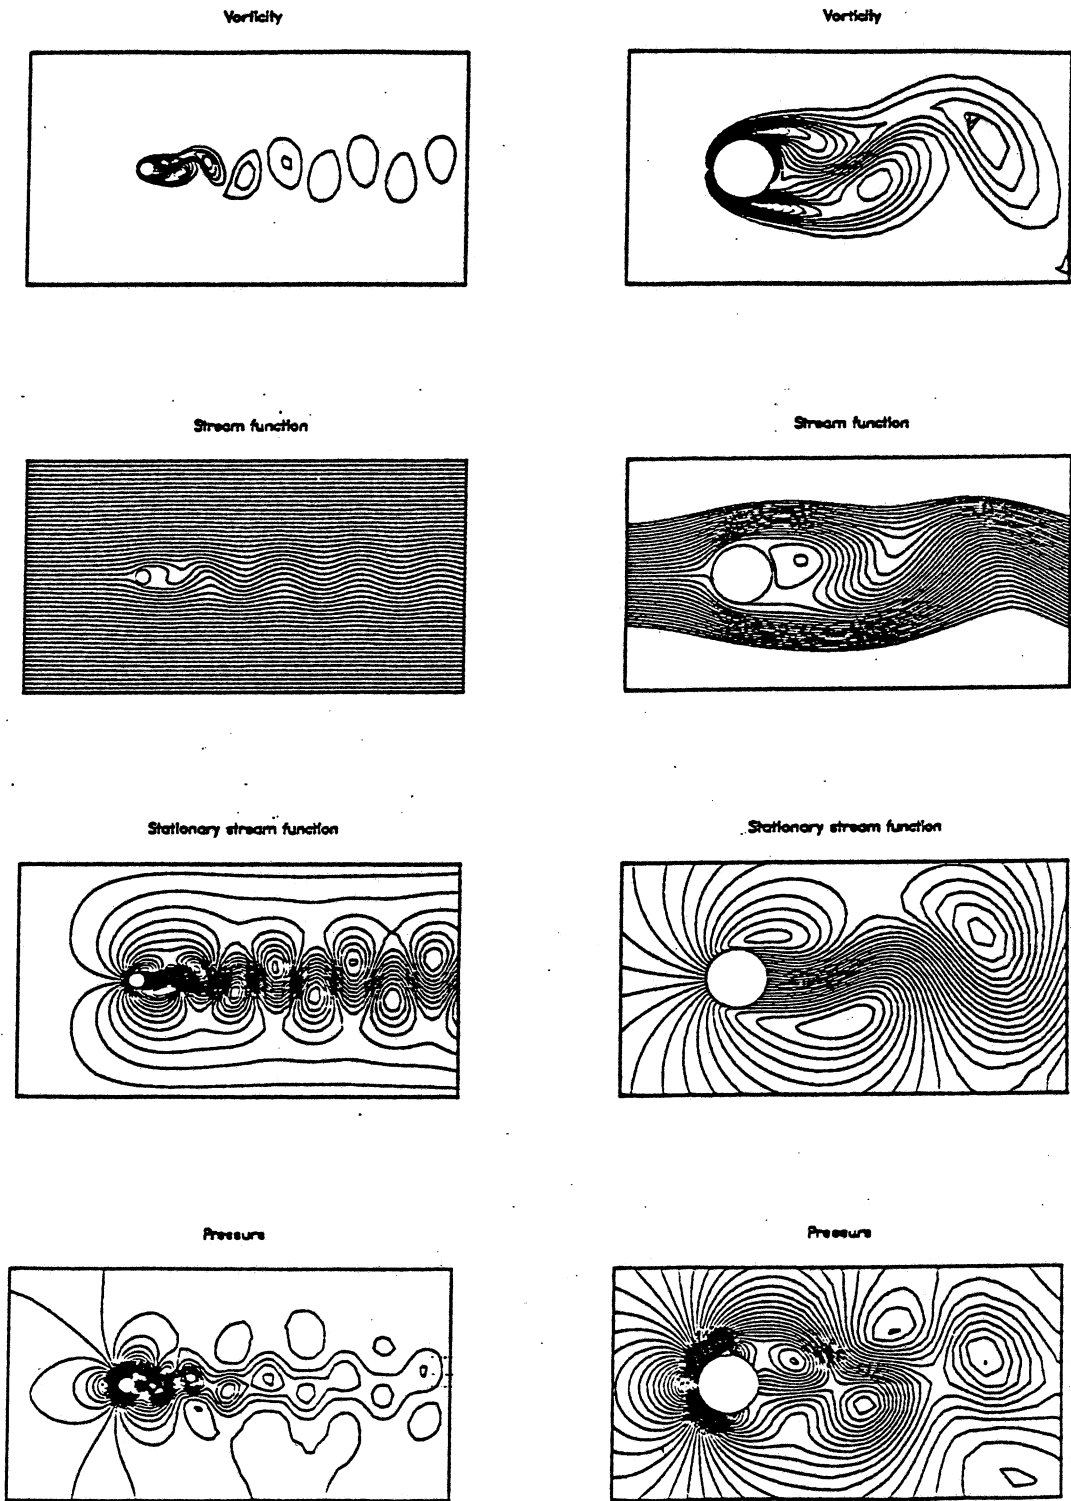 Vorticity
Vorticity
Stream function
Stream function
Stationary stream function
Stationary stream function
Pressure
Pressure